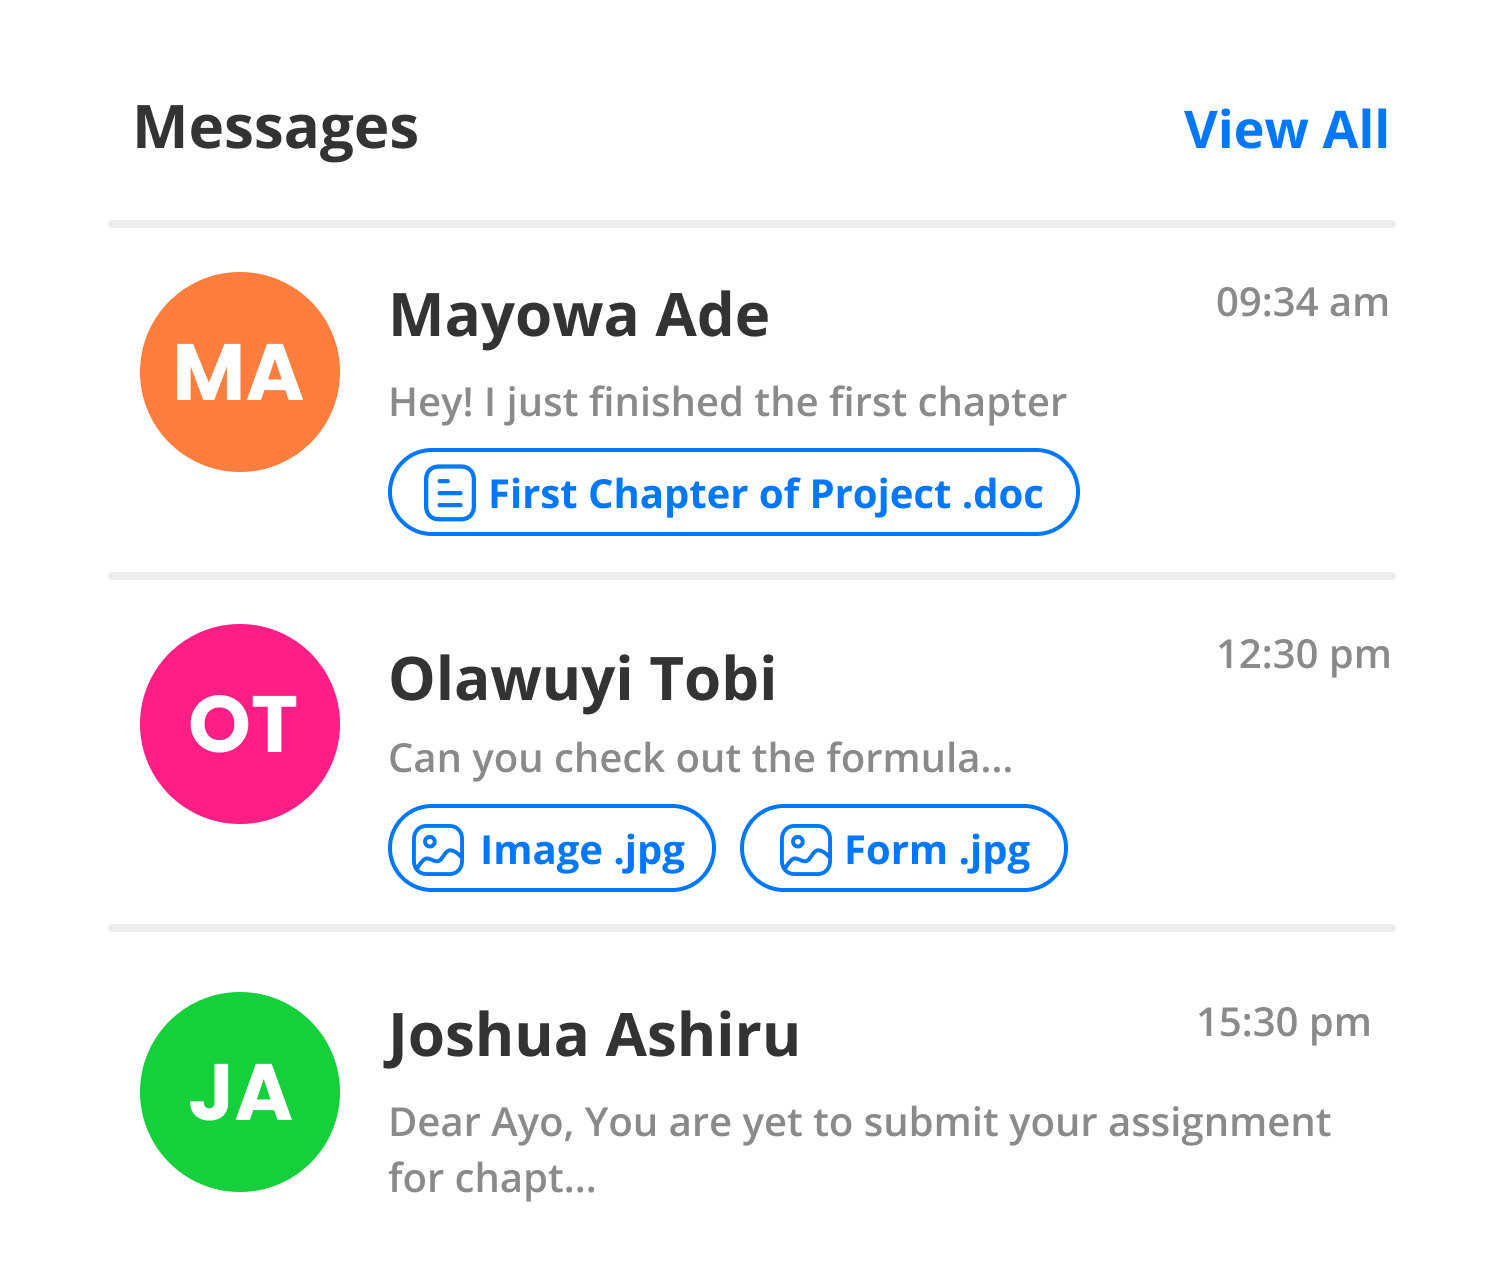 Messages
View All
MA
Mayowa Ade
09:34 am
Hey! I just finished the first chapter
First Chapter of Project .doc
OT
Olawuyi Tobi
12:30 pm
Can you check out the formula...
Image .jpg
Form .jpg
JA
Joshua Ashiru
15:30 pm
Dear Ayo, You are yet to submit your assignment
for chapt...